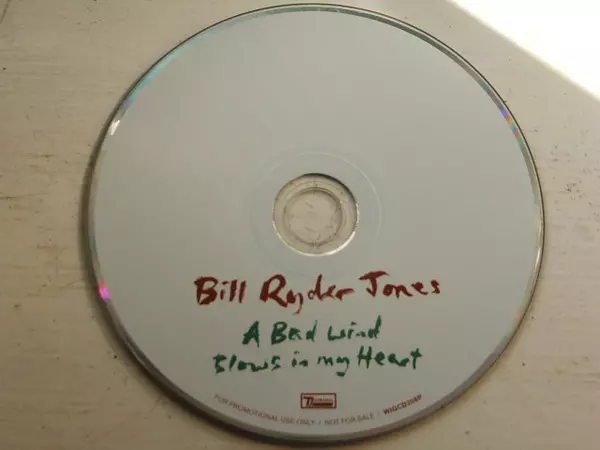 Bill Ryder Jones
A Bad Wind
Blows in my Heart
FOR PROMOTIONAL USE ONLY / NOT FOR SALE /